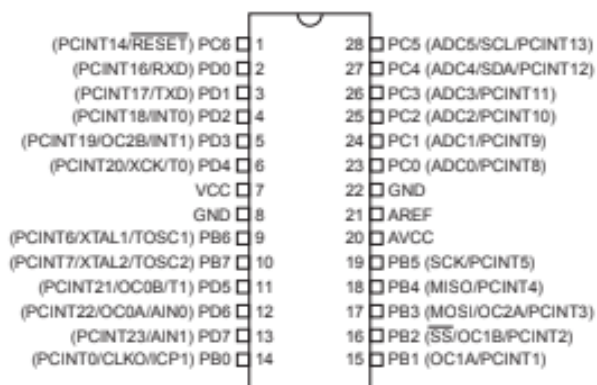 (PCINT14/RESET) PC6 1 28 PC5 (ADC5/SCL/PCINT13)
(PCINT16/RXD) PD0 2 27 PC4 (ADC4/SDA/PCINT12)
(PCINT17/TXD) PD1 3 26 PC3 (ADC3/PCINT11)
(PCINT18/INT0) PD2 4 25 PC2 (ADC2/PCINT10)
(PCINT19/OC2B/INT1) PD3 5 24 PC1 (ADC1/PCINT9)
(PCINT20/XCK/T0) PD4 6 23 PC0 (ADC0/PCINT8)
VCC 7 22 GND
GND 8 21 AREF
(PCINT6/XTAL1/TOSC1) PB6 9 20 AVCC
(PCINT7/XTAL2/TOSC2) PB7 10 19 PB5 (SCK/PCINT5)
(PCINT21/OC0B/T1) PD5 11 18 PB4 (MISO/PCINT4)
(PCINT22/OC0A/AIN0) PD6 12 17 PB3 (MOSI/OC2A/PCINT3)
(PCINT23/AIN1) PD7 13 16 PB2 (SS/OC1B/PCINT2)
(PCINT0/CLKO/ICP1) PB0 14 15 PB1 (OC1A/PCINT1)